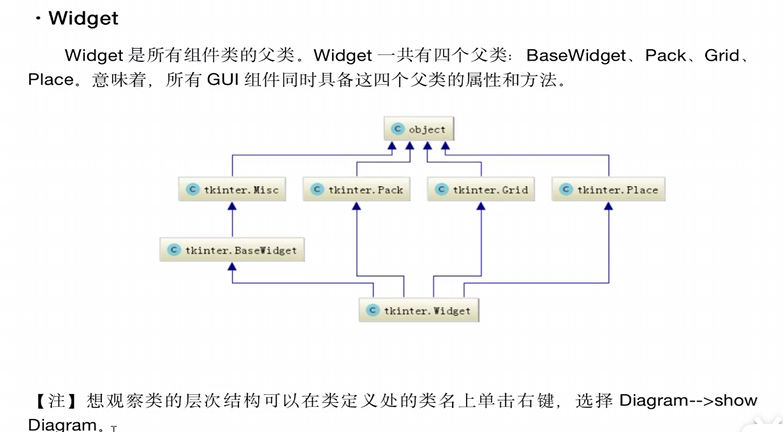 · Widget
Widget 是所有组件类的父类。Widget 一共有四个父类：BaseWidget、Pack、Grid、
Place。意味着，所有 GUI 组件同时具备这四个父类的属性和方法。
C object
C tkinter.Misc C tkinter.Pack C tkinter.Grid C tkinter.Place
C tkinter.BaseWidget
C tkinter.Widget
【注】想观察类的层次结构可以在类定义处的类名上单击右键，选择 Diagram-->show
Diagram。